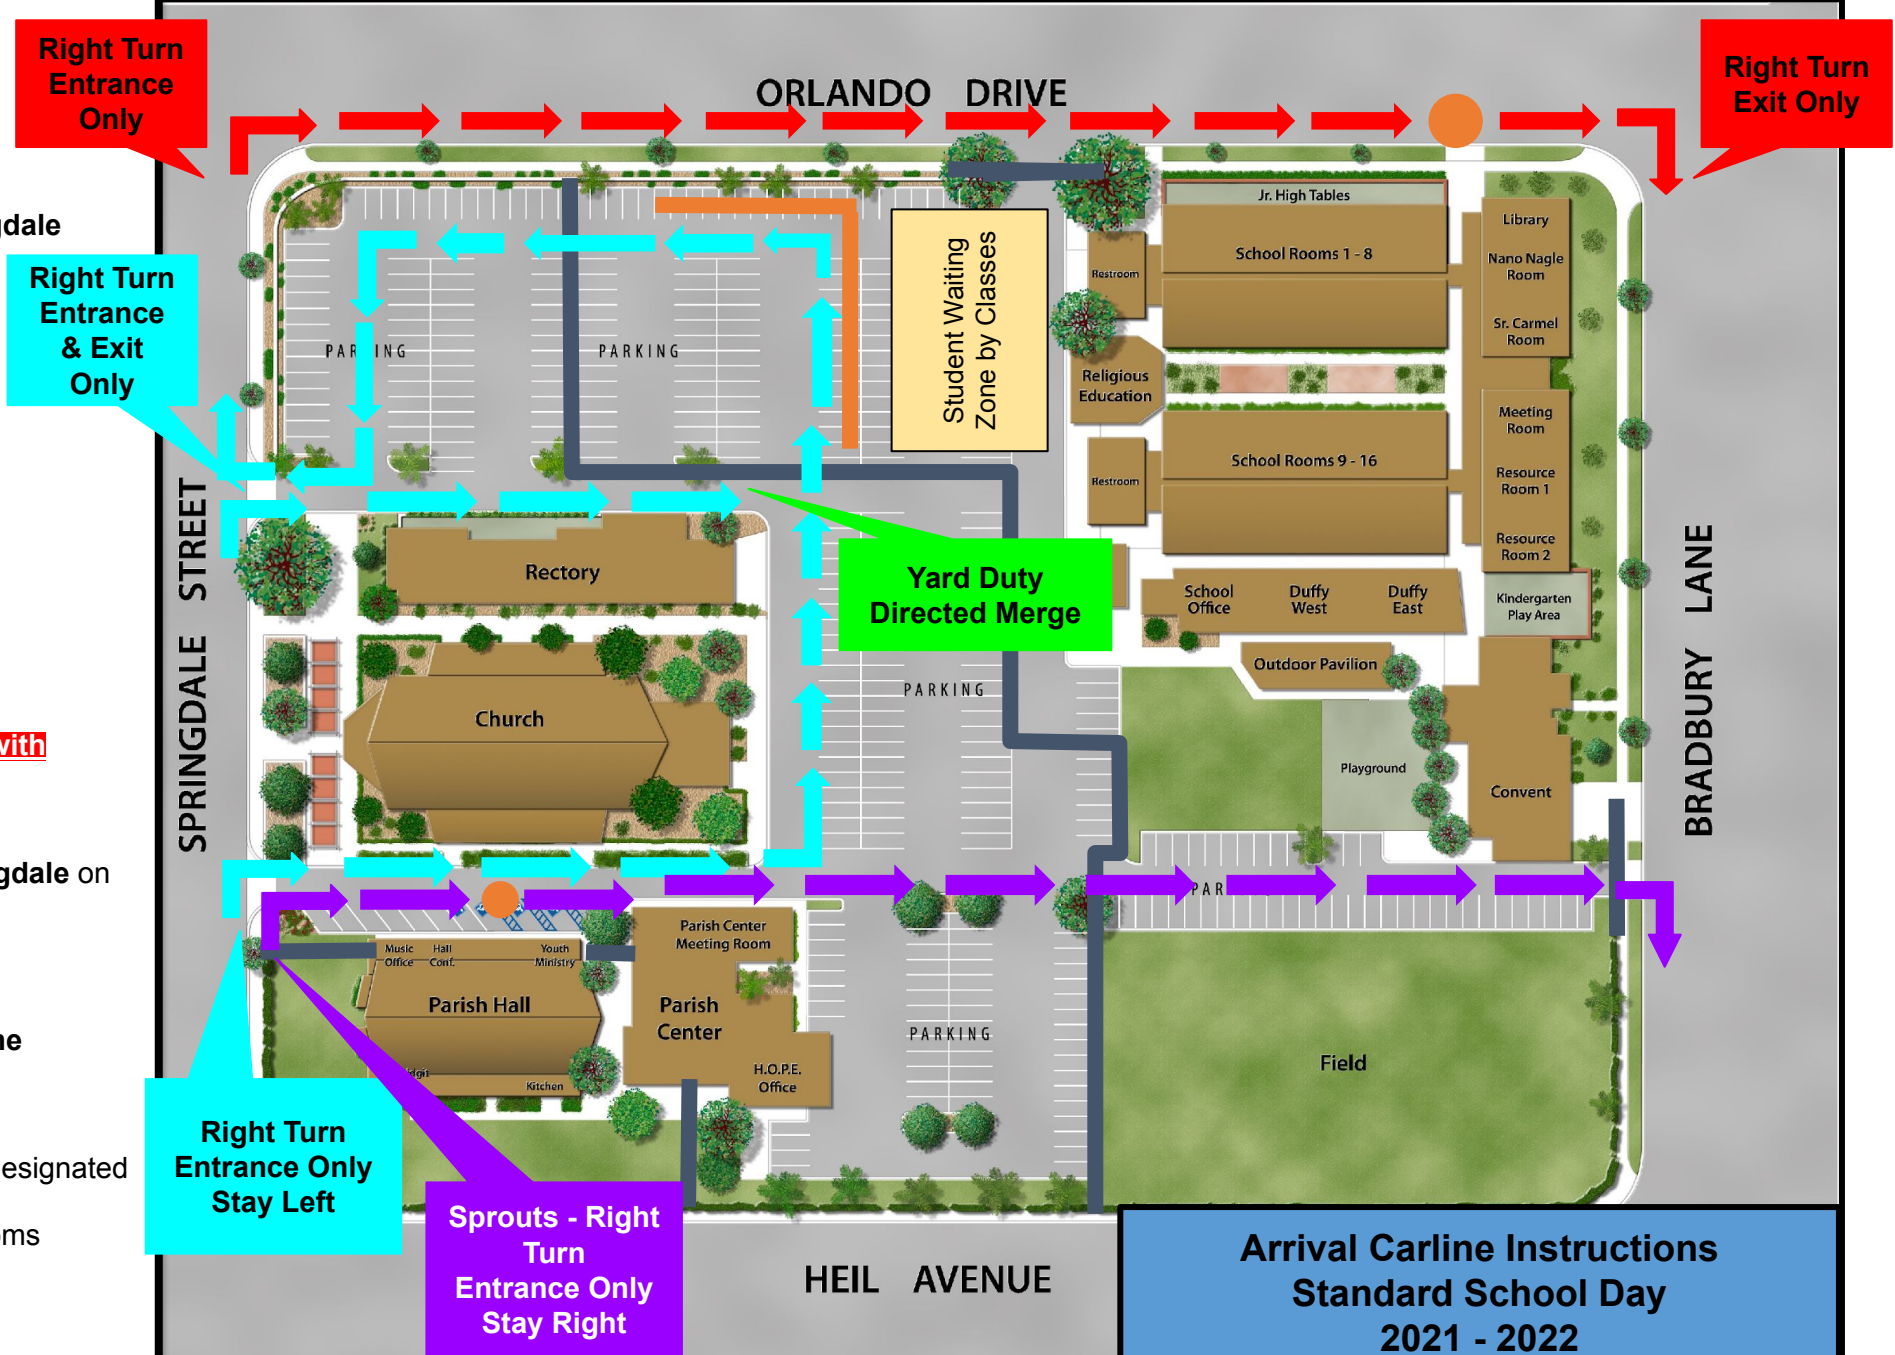 Right Turn
Entrance
Only
ORLANDO DRIVE
Right Turn
Exit Only
gdale
Right Turn
Entrance
& Exit
Only
Jr. High Tables
School Rooms 1 - 8
Library
Nano Nagle
Room
Sr. Carmel
Room
Restroom
Student Waiting
Zone by Classes
PARKING
PARKING
Religious
Education
Meeting
Room
School Rooms 9 - 16
Resource
Room 1
Restroom
Resource
Room 2
SPRINGDALE STREET
BRADBURY LANE
Rectory
Yard Duty
Directed Merge
School
Office
Duffy
West
Duffy
East
Kindergarten
Play Area
Outdoor Pavilion
PARKING
Church
with
Playground
Convent
gdale on
PAR
Music
Office
Hall
Conf.
Youth
Ministry
Parish Center
Meeting Room
Parish Hall
Parish
Center
PARKING
ne
Field
H.O.P.E.
Office
Kitchen
Right Turn
Entrance Only
Stay Left
esignated
oms
Sprouts - Right
Turn
Entrance Only
Stay Right
HEIL AVENUE
Arrival Carline Instructions
Standard School Day
2021 - 2022